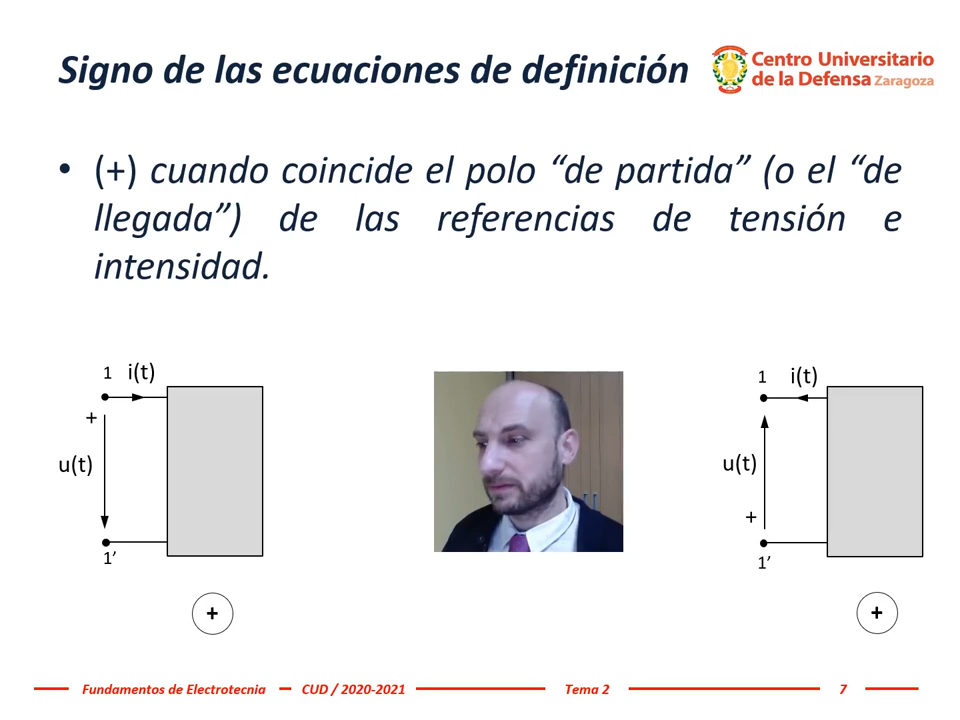 Signo de las ecuaciones de definición
Centro Universitario
de la Defensa Zaragoza
• (+) cuando coincide el polo “de partida” (o el “de
llegada”) de las referencias de tensión e
intensidad.
1 i(t)
+
u(t)
1’
+
1 i(t)
u(t)
+
1’
+
Fundamentos de Electrotecnia CUD / 2020-2021 Tema 2 7